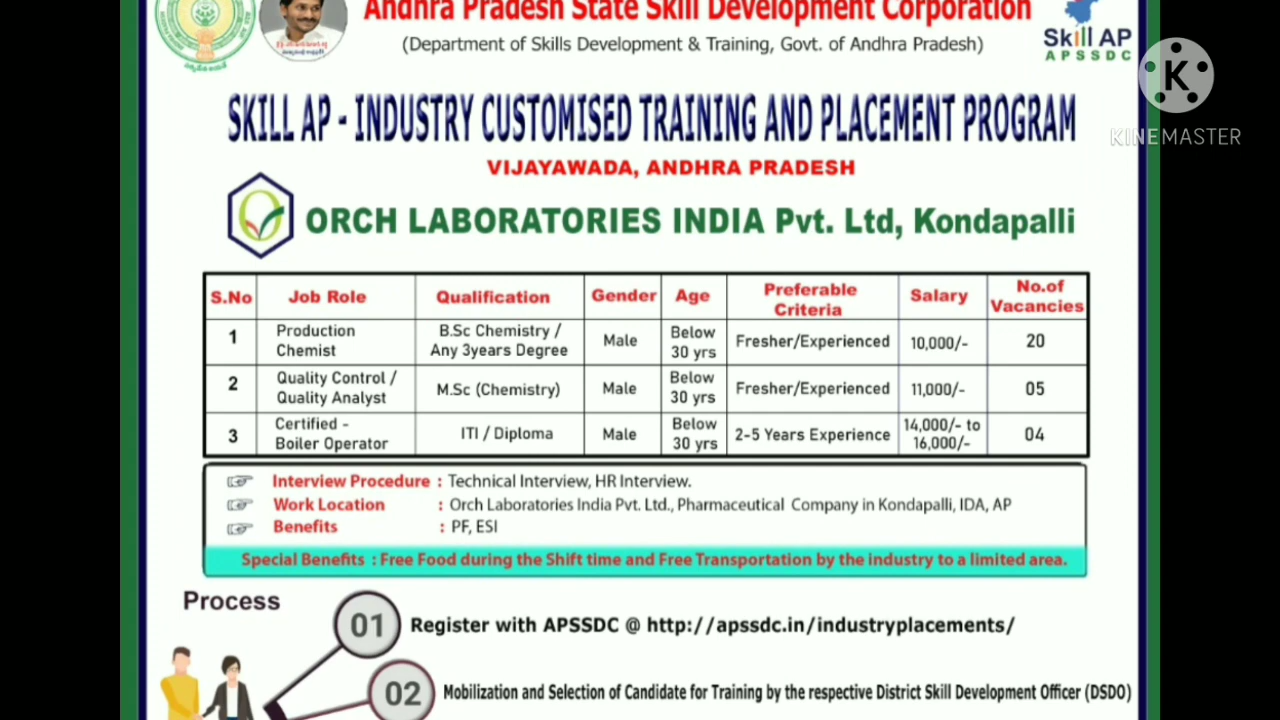 Andhra Pradesh State Skill Development Corporation
(Department of Skills Development & Training, Govt. of Andhra Pradesh)
Skill AP
APSSDC
KINEMASTER
SKILL AP - INDUSTRY CUSTOMISED TRAINING AND PLACEMENT PROGRAM
VIJAYAWADA, ANDHRA PRADESH
ORCH LABORATORIES INDIA Pvt. Ltd, Kondapalli
S.No Job Role Qualification Gender Age Preferable Criteria Salary No.of Vacancies
1 Production Chemist B.Sc Chemistry / Any 3years Degree Male Below 30 yrs Fresher/Experienced 10,000/- 20
2 Quality Control / Quality Analyst M.Sc (Chemistry) Male Below 30 yrs Fresher/Experienced 11,000/- 05
3 Certified - Boiler Operator ITI / Diploma Male Below 30 yrs 2-5 Years Experience 14,000/- to 16,000/- 04
Interview Procedure : Technical Interview, HR Interview.
Work Location : Orch Laboratories India Pvt. Ltd., Pharmaceutical Company in Kondapalli, IDA, AP
Benefits : PF, ESI
Special Benefits : Free Food during the Shift time and Free Transportation by the industry to a limited area.
Process
01 Register with APSSDC @ http://apssdc.in/industryplacements/
02 Mobilization and Selection of Candidate for Training by the respective District Skill Development Officer (DSDO)